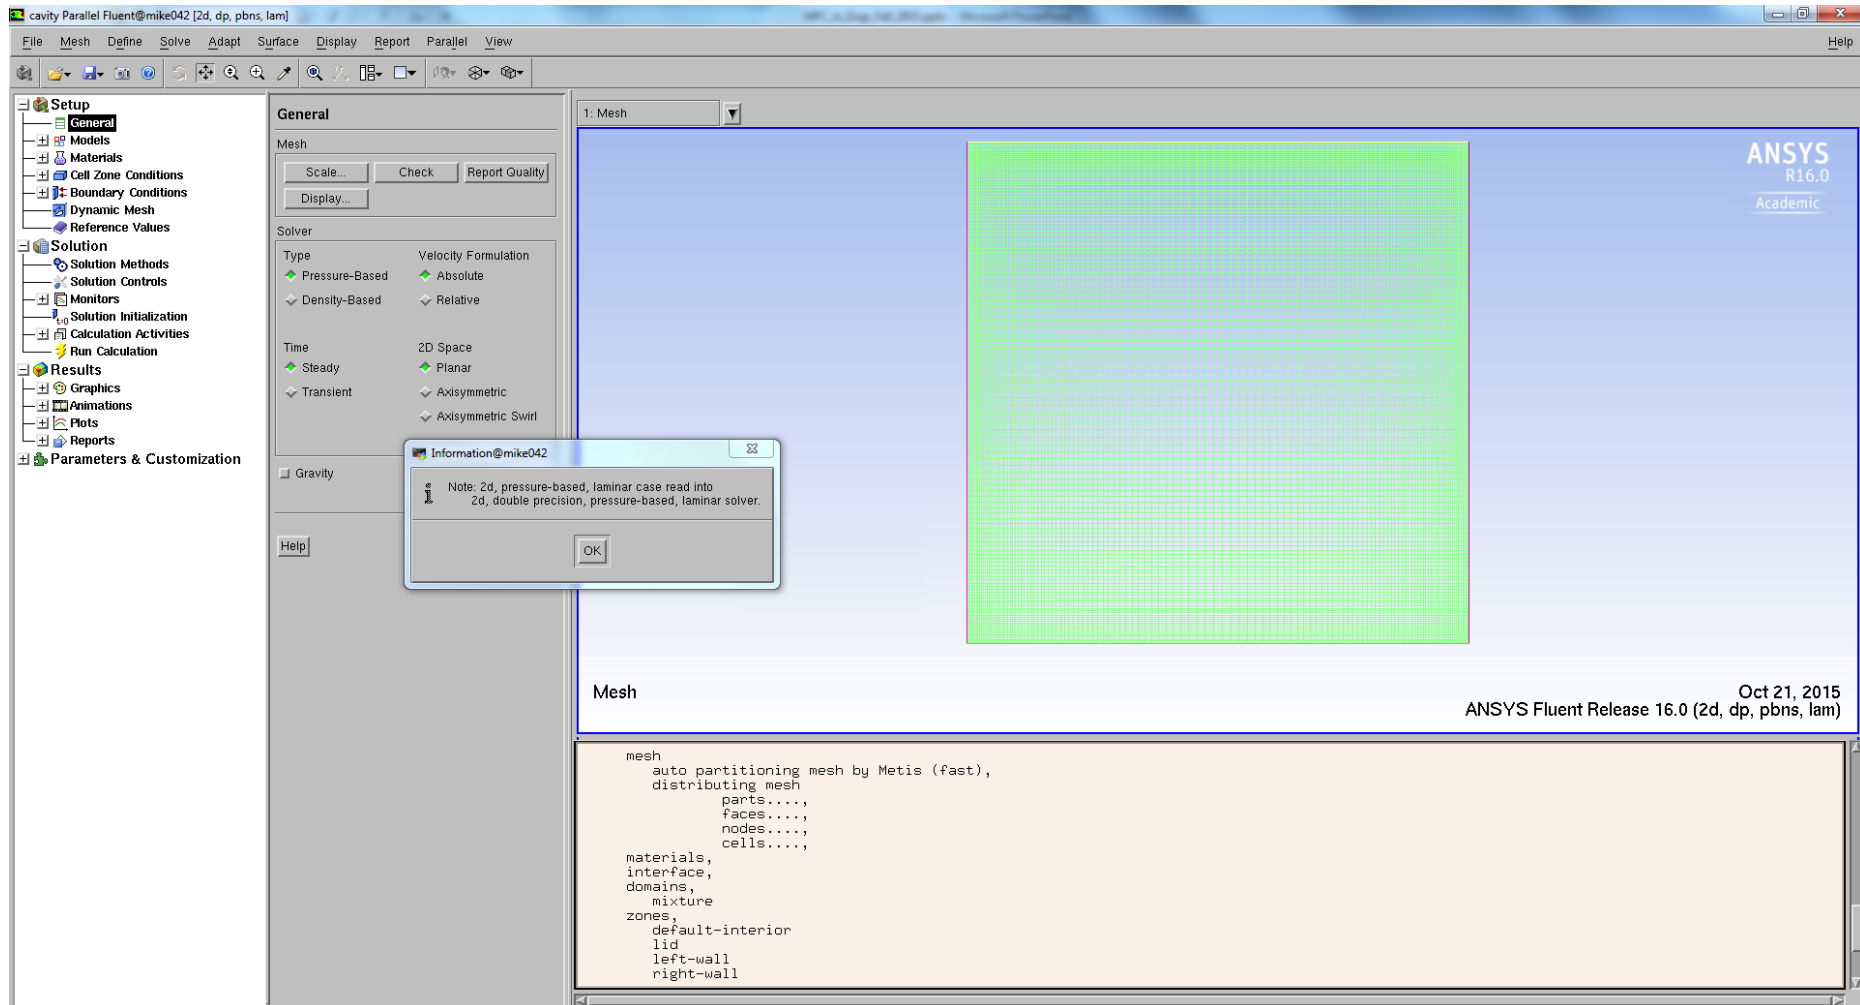 cavity Parallel Fluent@mike042 [2d, dp, pbns, lam]
File Mesh Define Solve Adapt Surface Display Report Parallel View Help
Setup
General
Models
Materials
Cell Zone Conditions
Boundary Conditions
Dynamic Mesh
Reference Values
Solution
Solution Methods
Solution Controls
Monitors
Solution Initialization
Calculation Activities
Run Calculation
Results
Graphics
Animations
Plots
Reports
Parameters & Customization
General
Mesh
Scale... Check Report Quality
Display...
Solver
Type Velocity Formulation
Pressure-Based Absolute
Density-Based Relative
Time 2D Space
Steady Planar
Transient Axisymmetric
Axisymmetric Swirl
Gravity
Help
Information@mike042
Note: 2d, pressure-based, laminar case read into
2d, double precision, pressure-based, laminar solver.
OK
1: Mesh
ANSYS
R16.0
Academic
Mesh
Oct 21, 2015
ANSYS Fluent Release 16.0 (2d, dp, pbns, lam)
mesh
auto partitioning mesh by Metis (fast),
distributing mesh
parts....,
faces....,
nodes....,
cells....,
materials,
interface,
domains,
mixture
zones,
default-interior
lid
left-wall
right-wall